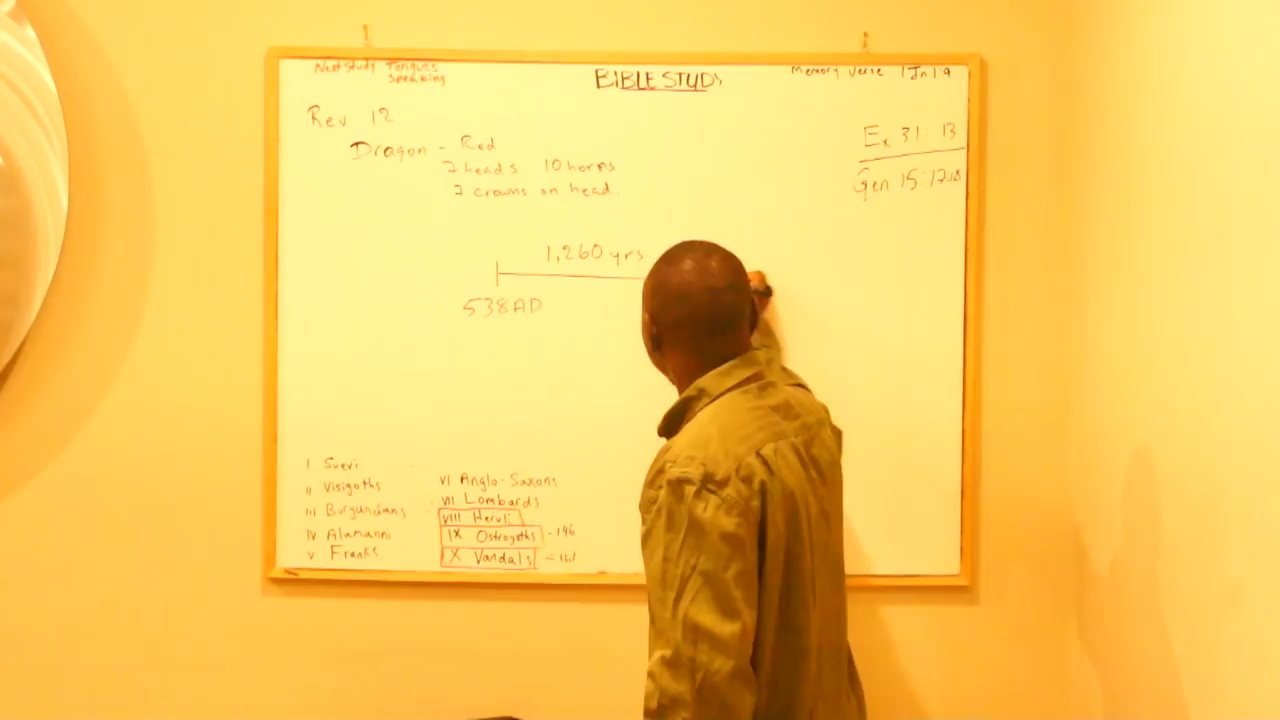 Next Study Tongues
Speaking
BIBLE STUDY
Memory Verse 1 Jn 1 9
Rev 12
Dragon - Red
7 heads 10 horns
7 crowns on head.
Ex 31:13
Gen 15:17,18
1,260 yrs
538AD
I Suevi
II Visigoths
III Burgundians
IV Alamanni
V Franks
VI Anglo-Saxons
VII Lombards
VIII Heruli
IX Ostrogoths
X Vandals